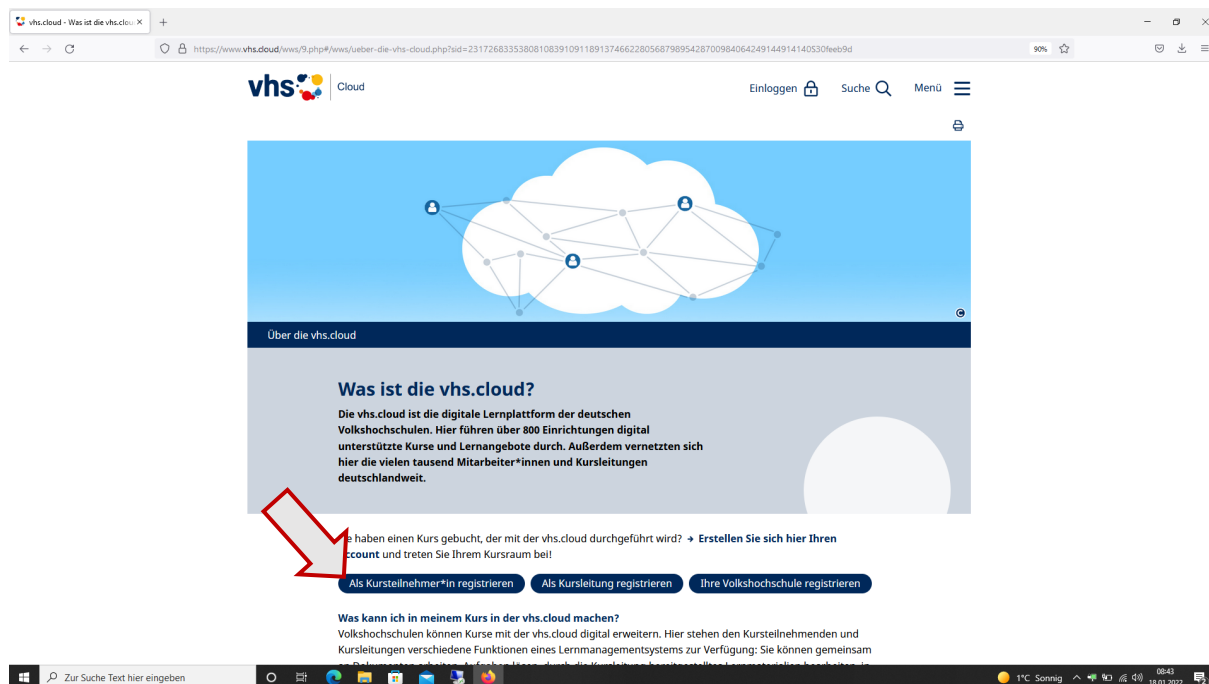 vhs.cloud - Was ist die vhs.clou
https://www.vhs.cloud/wws/9.php#/wws/ueber-die-vhs-cloud.php?sid=23172683353808108391091189137466228056879895428700984064249144914140530feeb9d
90%
vhs Cloud
Einloggen Suche Menü
Über die vhs.cloud
Was ist die vhs.cloud?
Die vhs.cloud ist die digitale Lernplattform der deutschen
Volkshochschulen. Hier führen über 800 Einrichtungen digital
unterstützte Kurse und Lernangebote durch. Außerdem vernetzten sich
hier die vielen tausend Mitarbeiter*innen und Kursleitungen
deutschlandweit.
e haben einen Kurs gebucht, der mit der vhs.cloud durchgeführt wird? → Erstellen Sie sich hier Ihren
ccount und treten Sie Ihrem Kursraum bei!
Als Kursteilnehmer*in registrieren Als Kursleitung registrieren Ihre Volkshochschule registrieren
Was kann ich in meinem Kurs in der vhs.cloud machen?
Volkshochschulen können Kurse mit der vhs.cloud digital erweitern. Hier stehen den Kursteilnehmenden und
Kursleitungen verschiedene Funktionen eines Lernmanagementsystems zur Verfügung: Sie können gemeinsam
Zur Suche Text hier eingeben
1°C Sonnig
08:43
18.01.2022